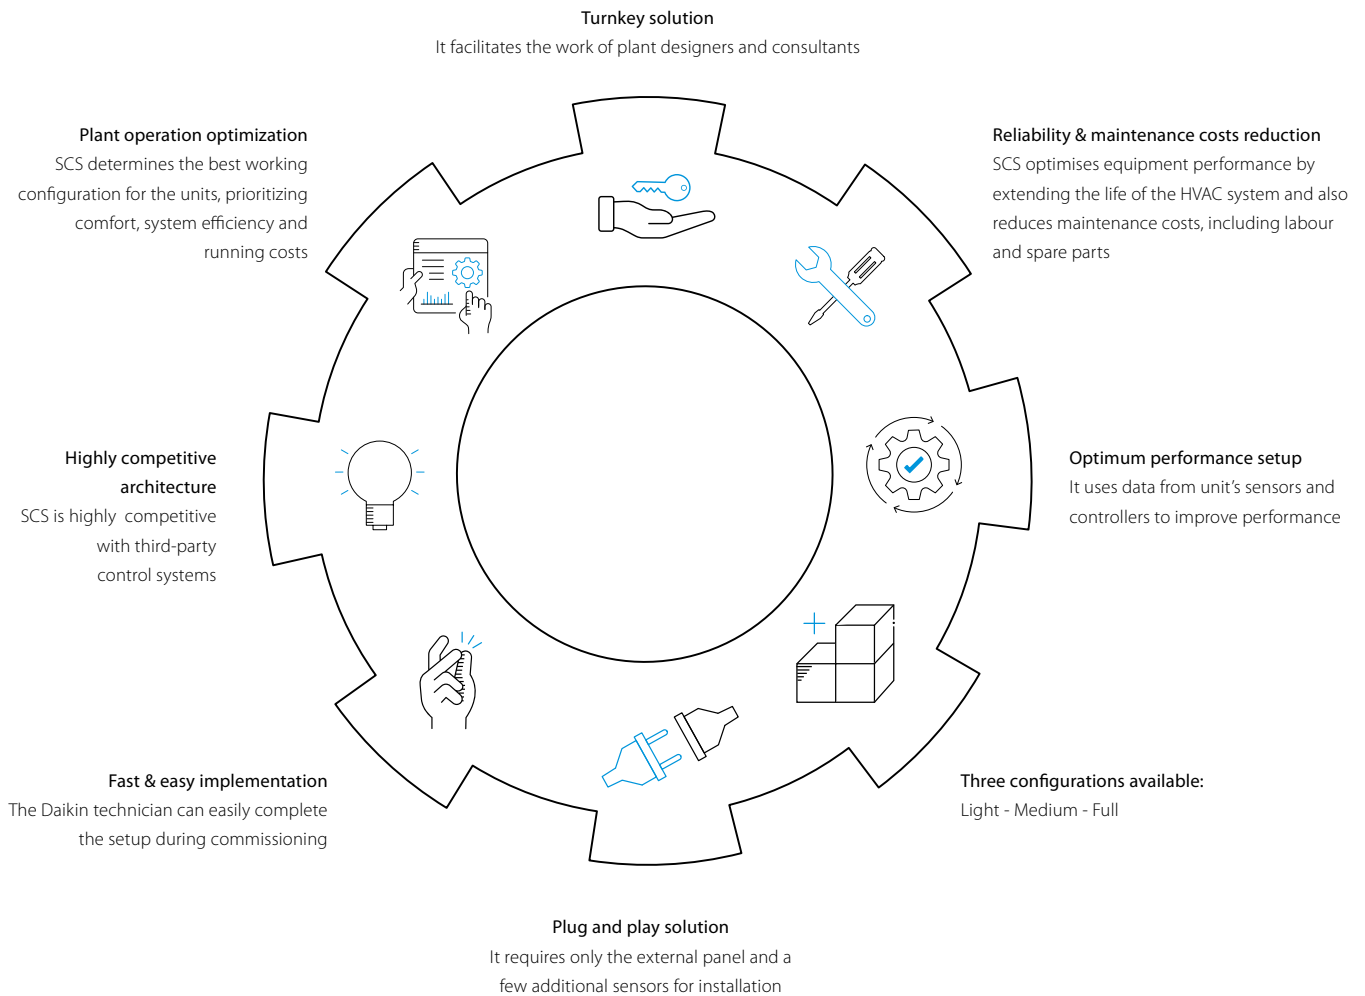 Turnkey solution
It facilitates the work of plant designers and consultants
Plant operation optimization
SCS determines the best working
configuration for the units, prioritizing
comfort, system efficiency and
running costs
Reliability & maintenance costs reduction
SCS optimises equipment performance by
extending the life of the HVAC system and also
reduces maintenance costs, including labour
and spare parts
Highly competitive
architecture
SCS is highly competitive
with third-party
control systems
Optimum performance setup
It uses data from unit’s sensors and
controllers to improve performance
Fast & easy implementation
The Daikin technician can easily complete
the setup during commissioning
Three configurations available:
Light - Medium - Full
Plug and play solution
It requires only the external panel and a
few additional sensors for installation